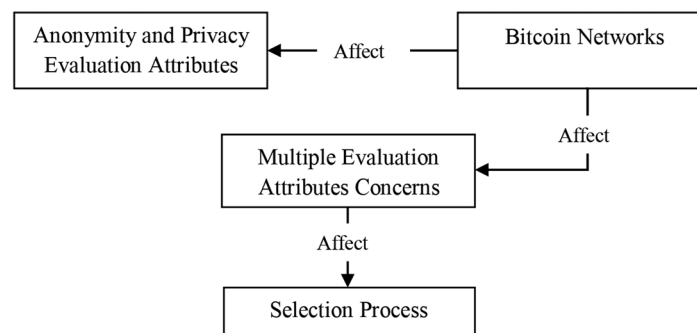 Anonymity and Privacy
Evaluation Attributes
Affect
Bitcoin Networks
Affect
Multiple Evaluation
Attributes Concerns
Affect
Selection Process